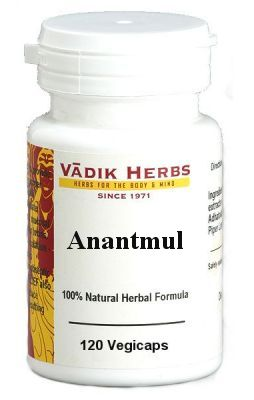 VĀDIK HERBS
HERBS FOR THE BODY & MIND
SINCE 1971
Anantmul
100% Natural Herbal Formula
120 Vegicaps